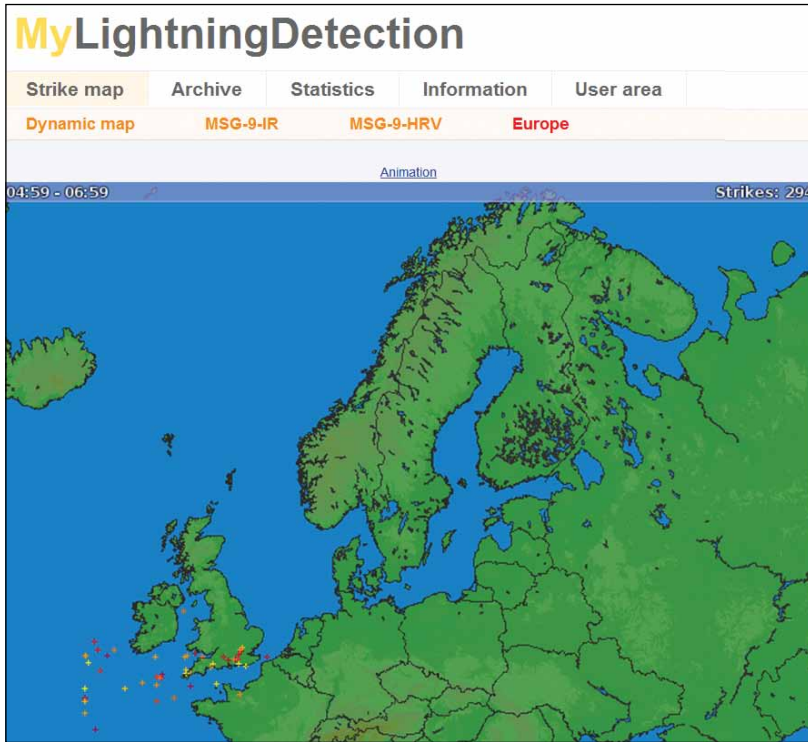 MyLightningDetection
Strike map Archive Statistics Information User area
Dynamic map MSG-9-IR MSG-9-HRV Europe
Animation
04:59 - 06:59 Strikes: 294